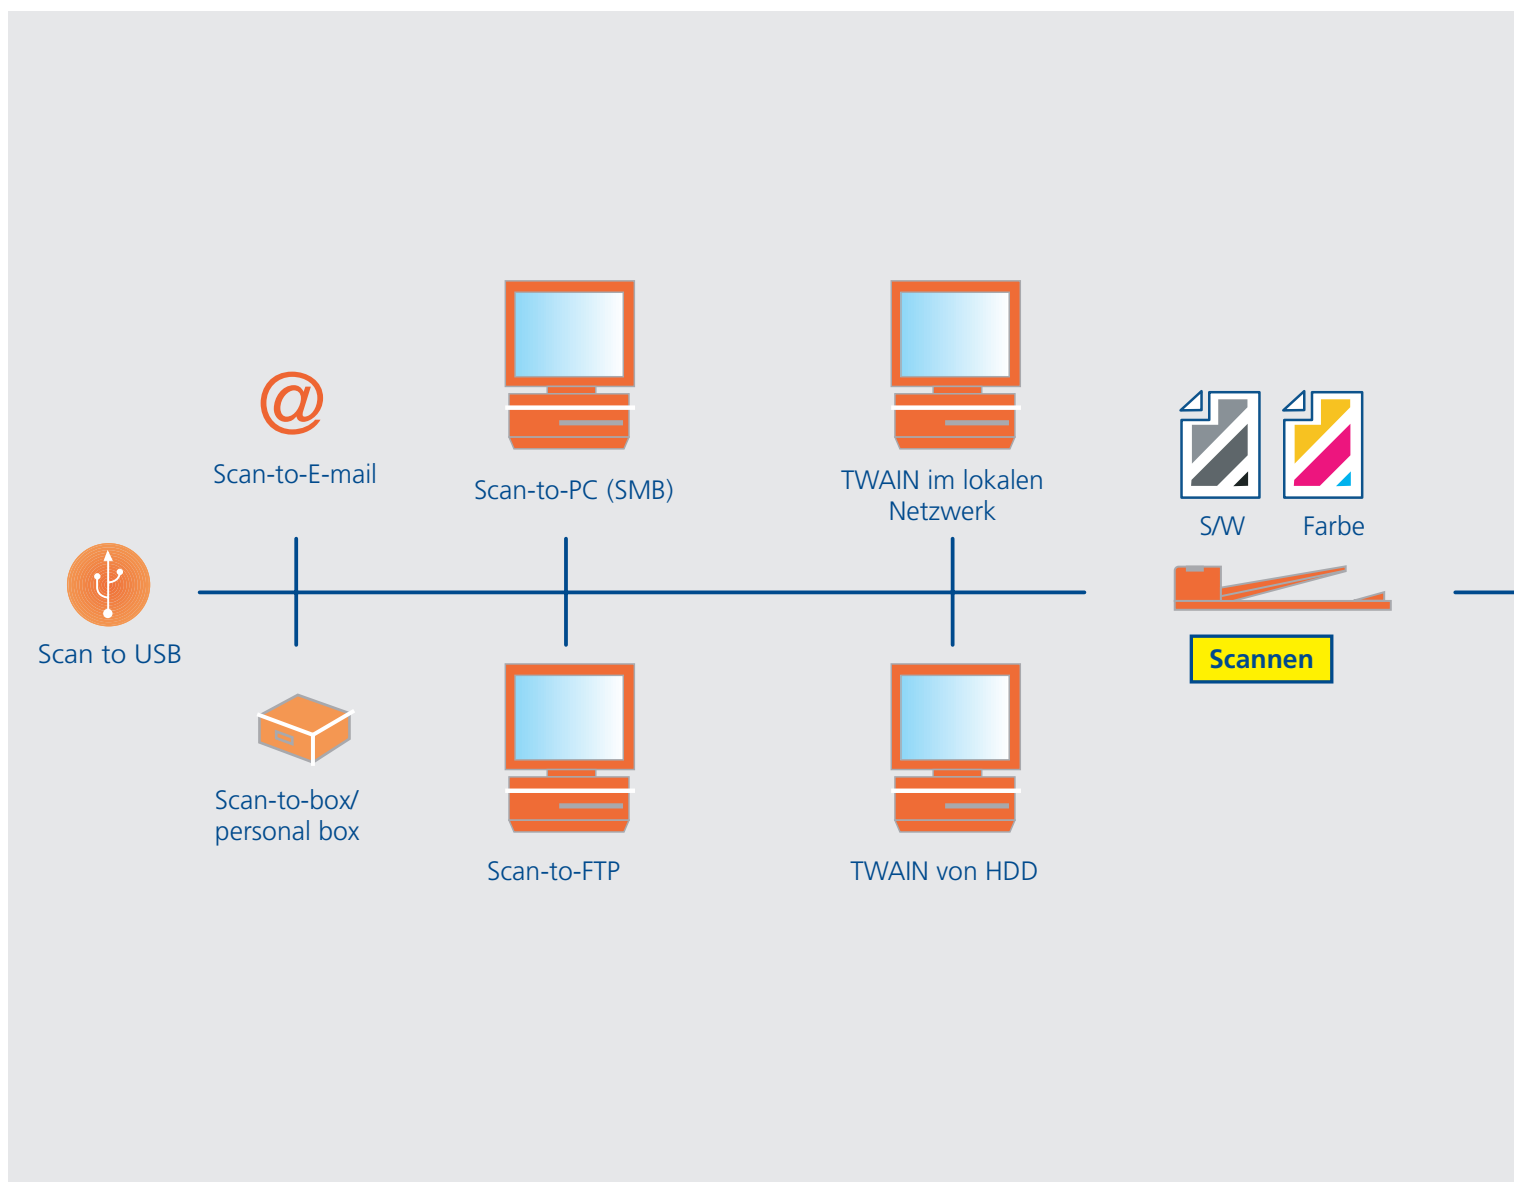 @
Scan-to-E-mail
Scan-to-PC (SMB)
TWAIN im lokalen
Netzwerk
S/W
Farbe
Scan to USB
Scannen
Scan-to-box/
personal box
Scan-to-FTP
TWAIN von HDD